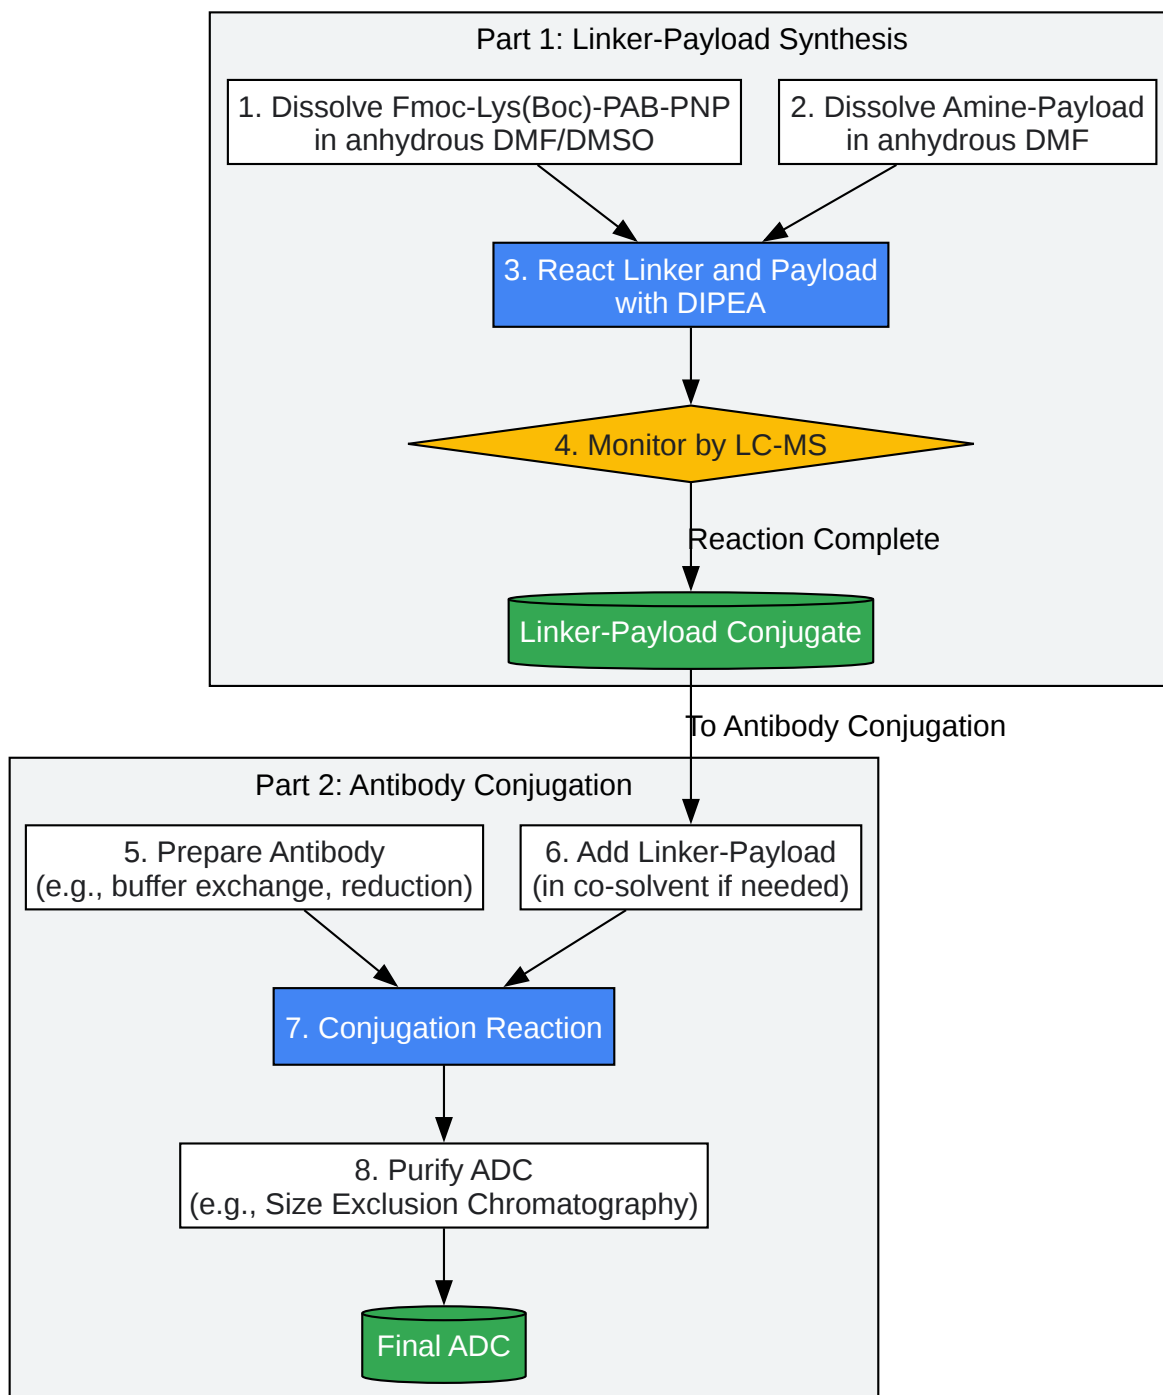 Part 1: Linker-Payload Synthesis
1. Dissolve Fmoc-Lys(Boc)-PAB-PNP
in anhydrous DMF/DMSO
2. Dissolve Amine-Payload
in anhydrous DMF
3. React Linker and Payload
with DIPEA
4. Monitor by LC-MS
Reaction Complete
Linker-Payload Conjugate
To Antibody Conjugation
Part 2: Antibody Conjugation
5. Prepare Antibody
(e.g., buffer exchange, reduction)
6. Add Linker-Payload
(in co-solvent if needed)
7. Conjugation Reaction
8. Purify ADC
(e.g., Size Exclusion Chromatography)
Final ADC